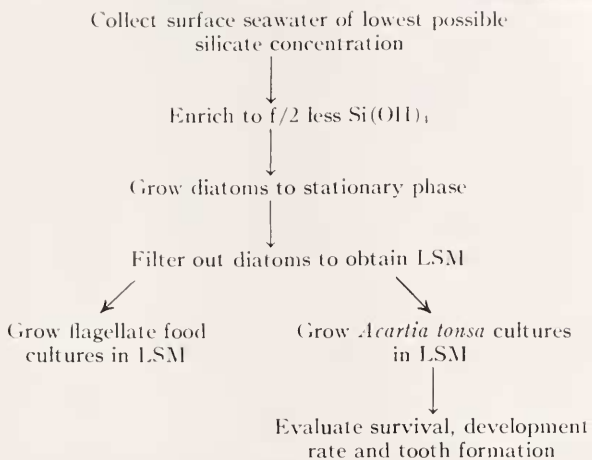 Collect surface seawater of lowest possible
silicate concentration
Enrich to f/2 less Si(OH)₄
Grow diatoms to stationary phase
Filter out diatoms to obtain LSM
Grow flagellate food
cultures in LSM
Grow Acartia tonsa cultures
in LSM
Evaluate survival, development
rate and tooth formation